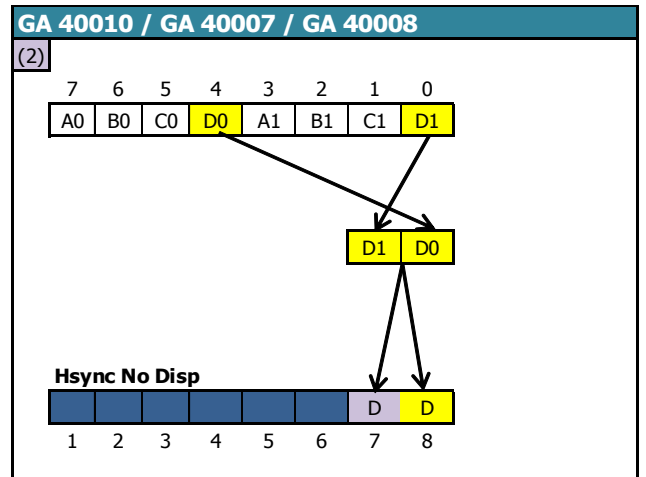 GA 40010 / GA 40007 / GA 40008
(2)
7 6 5 4 3 2 1 0
A0 B0 C0 D0 A1 B1 C1 D1
D1 D0
Hsync No Disp
D D
1 2 3 4 5 6 7 8